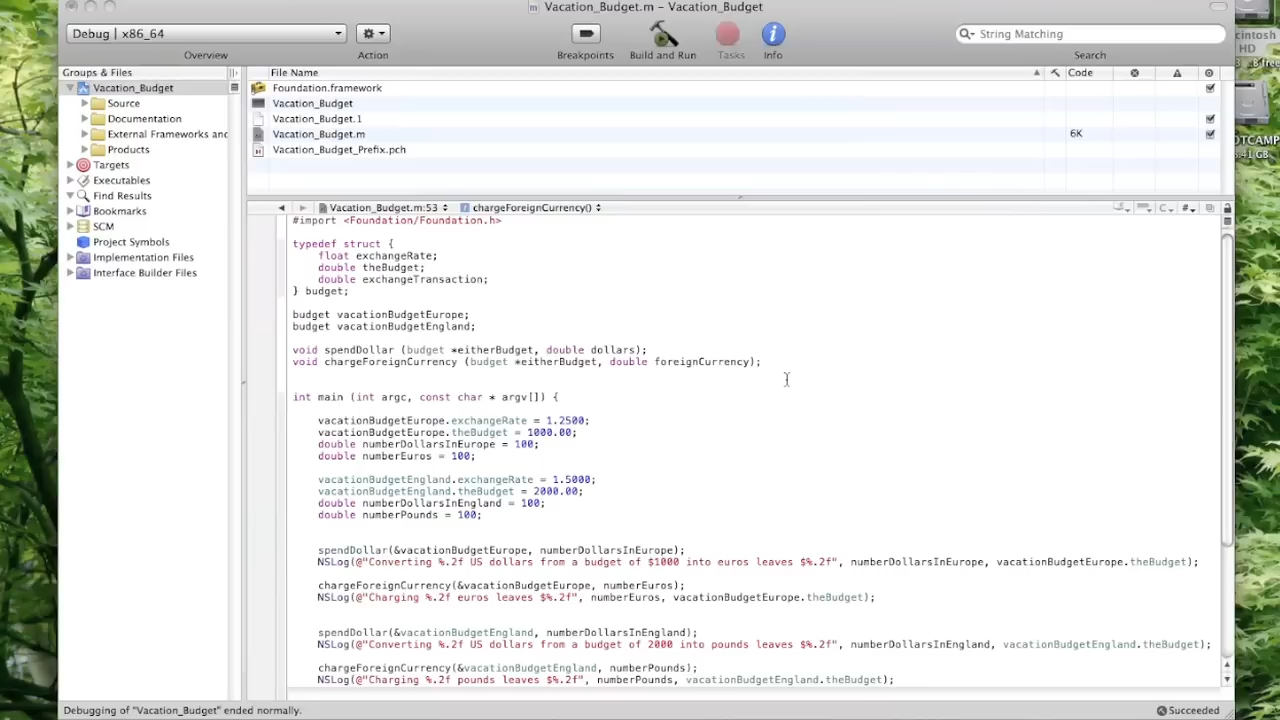 Vacation_Budget.m - Vacation_Budget
Debug | x86_64
String Matching
Overview
Action
Breakpoints
Build and Run
Tasks
Info
Search
Groups & Files
File Name
Code
Vacation_Budget
Source
Documentation
External Frameworks and
Products
Targets
Executables
Find Results
Bookmarks
SCM
Project Symbols
Implementation Files
Interface Builder Files
Foundation.framework
Vacation_Budget
Vacation_Budget.1
Vacation_Budget.m
6K
Vacation_Budget_Prefix.pch
Vacation_Budget.m:53
chargeForeignCurrency()
C
#
#import <Foundation/Foundation.h>
typedef struct {
float exchangeRate;
double theBudget;
double exchangeTransaction;
} budget;
budget vacationBudgetEurope;
budget vacationBudgetEngland;
void spendDollar (budget *eitherBudget, double dollars);
void chargeForeignCurrency (budget *eitherBudget, double foreignCurrency);
int main (int argc, const char * argv[]) {
vacationBudgetEurope.exchangeRate = 1.2500;
vacationBudgetEurope.theBudget = 1000.00;
double numberDollarsInEurope = 100;
double numberEuros = 100;
vacationBudgetEngland.exchangeRate = 1.5000;
vacationBudgetEngland.theBudget = 2000.00;
double numberDollarsInEngland = 100;
double numberPounds = 100;
spendDollar(&vacationBudgetEurope, numberDollarsInEurope);
NSLog(@"Converting %.2f US dollars from a budget of $1000 into euros leaves $%.2f", numberDollarsInEurope, vacationBudgetEurope.theBudget);
chargeForeignCurrency(&vacationBudgetEurope, numberEuros);
NSLog(@"Charging %.2f euros leaves $%.2f", numberEuros, vacationBudgetEurope.theBudget);
spendDollar(&vacationBudgetEngland, numberDollarsInEngland);
NSLog(@"Converting %.2f US dollars from a budget of 2000 into pounds leaves $%.2f", numberDollarsInEngland, vacationBudgetEngland.theBudget);
chargeForeignCurrency(&vacationBudgetEngland, numberPounds);
NSLog(@"Charging %.2f pounds leaves $%.2f", numberPounds, vacationBudgetEngland.theBudget);
Debugging of "Vacation_Budget" ended normally.
Succeeded
HD